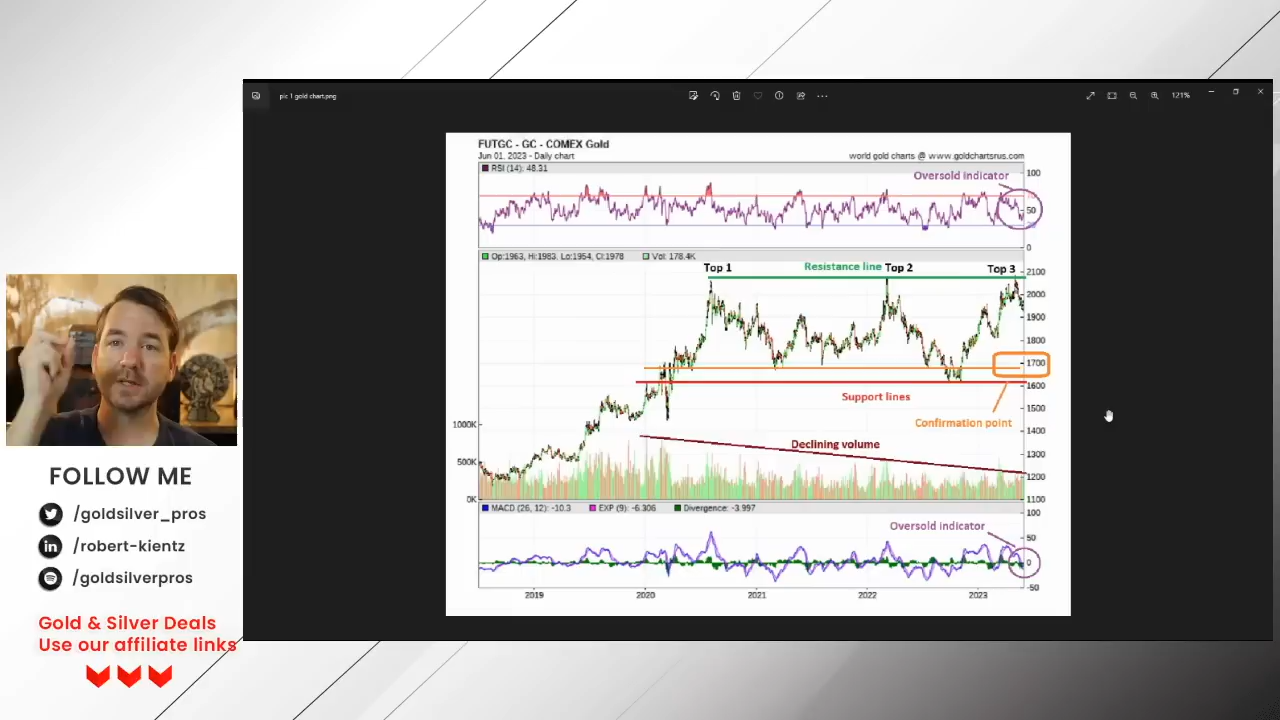 pic 1 gold chart.png
121%
FUTGC - GC - COMEX Gold
Jun 01, 2023 - Daily chart
world gold charts @ www.goldchartsrus.com
RSI (14): 48.31
Oversold indicator
100
50
0
Op:1963, Hi:1983, Lo:1954, Cl:1978
Vol: 178.4K
Top 1
Resistance line
Top 2
Top 3
2100
2000
1900
1800
1700
1600
1500
1400
1300
1200
1100
Support lines
Confirmation point
Declining volume
1000K
500K
0K
MACD (26, 12): -10.3
EXP (9): -6.306
Divergence: -3.997
Oversold indicator
100
50
0
-50
2019
2020
2021
2022
2023
FOLLOW ME
/goldsilver_pros
/robert-kientz
/goldsilverpros
Gold & Silver Deals
Use our affiliate links